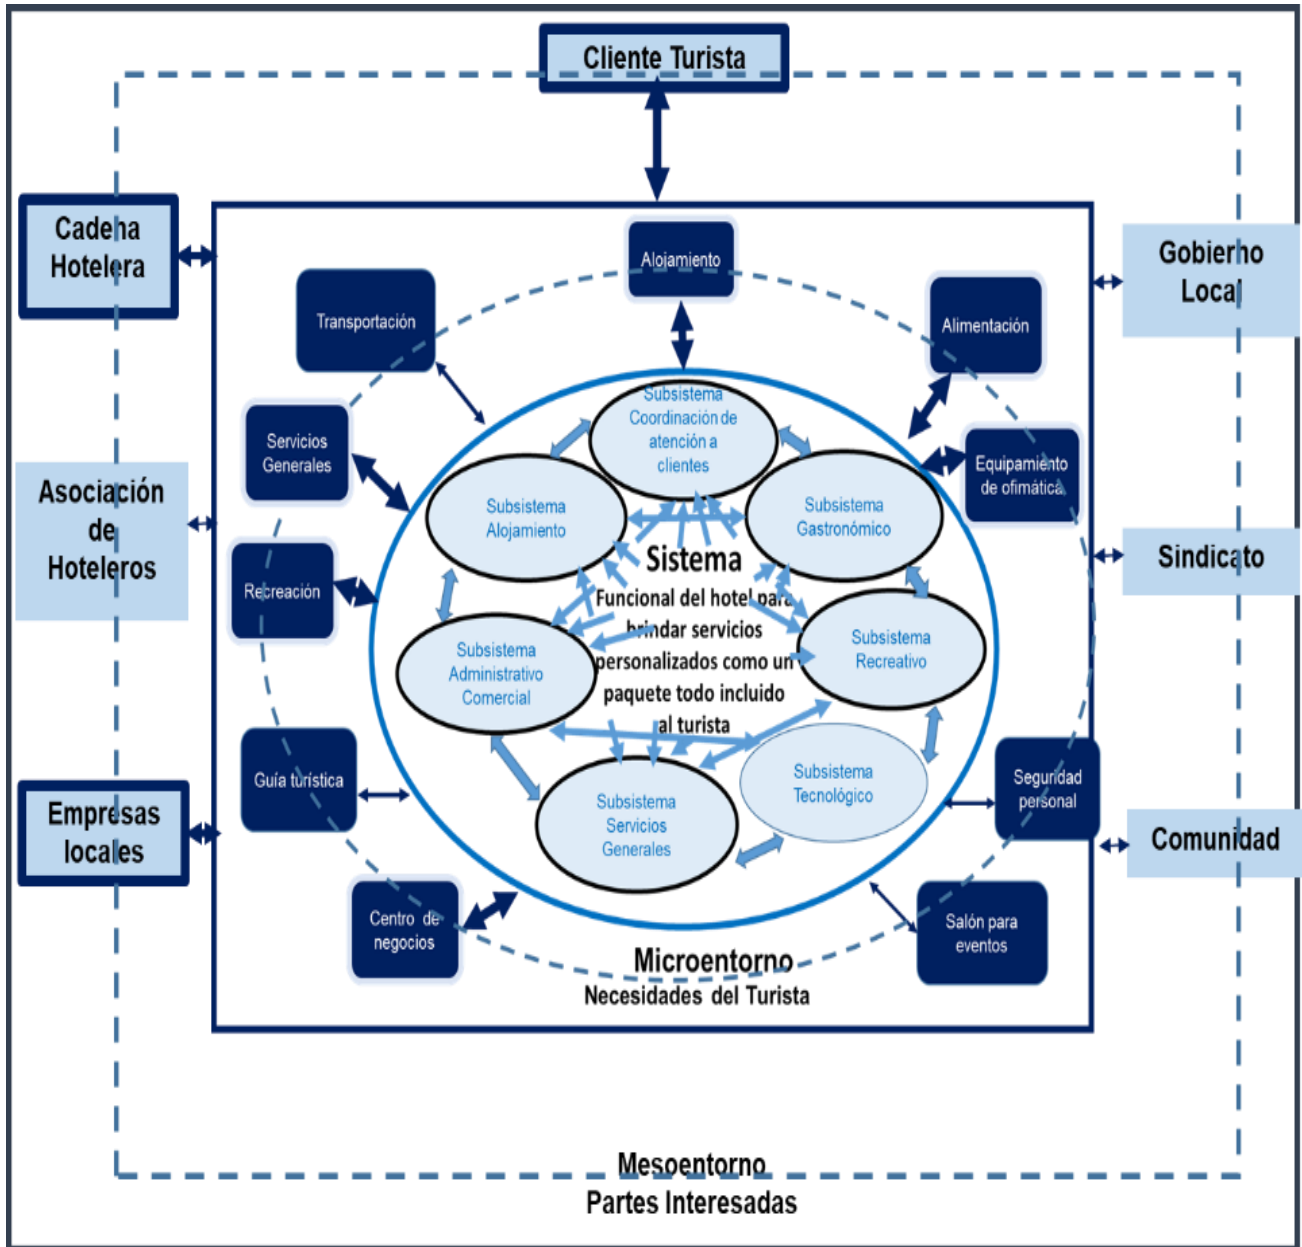 Cliente Turista
Cadena
Hotelera
Gobierno
Local
Alojamiento
Transportación
Alimentación
Servicios
Generales
Equipamiento
de ofimática
Asociación
de
Hoteleros
Sindicato
Recreación
Subsistema
Coordinación de
atención a
clientes
Subsistema
Alojamiento
Subsistema
Gastronómico
Sistema
Funcional del hotel para
brindar servicios
personalizados como un
paquete todo incluido
al turista
Subsistema
Administrativo
Comercial
Subsistema
Recreativo
Subsistema
Servicios
Generales
Subsistema
Tecnológico
Guía turística
Seguridad
personal
Empresas
locales
Comunidad
Centro de
negocios
Salón para
eventos
Microentorno
Necesidades del Turista
Mesoentorno
Partes Interesadas